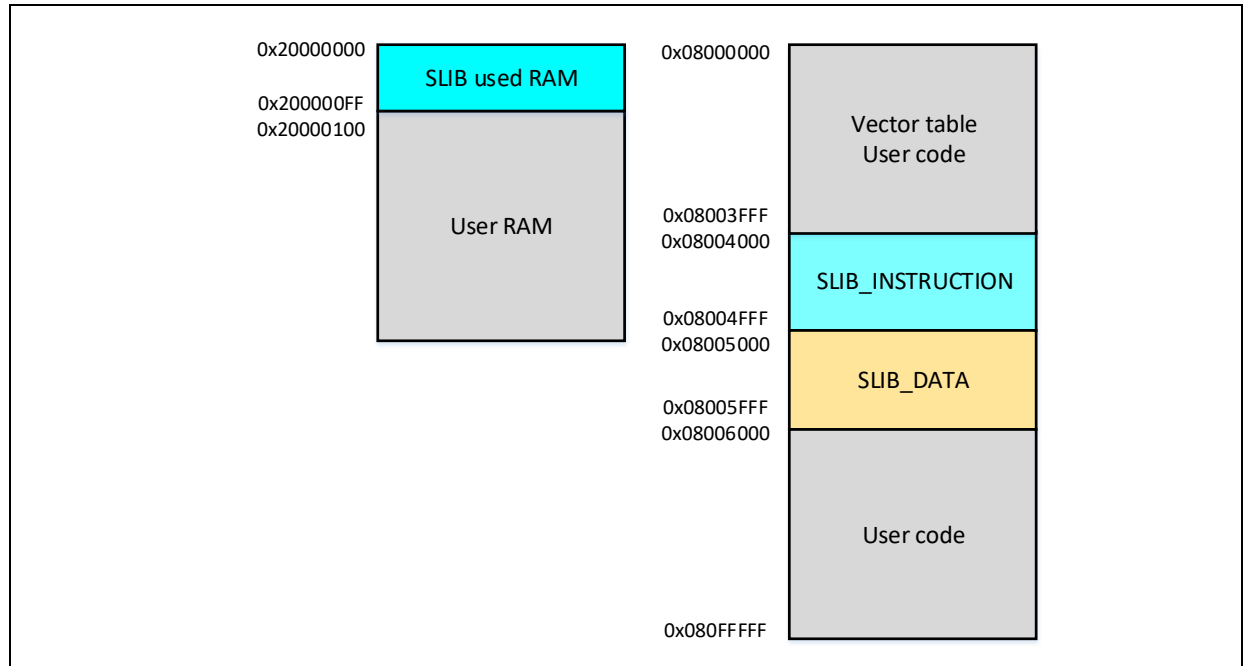 0x20000000
SLIB used RAM
0x200000FF
0x20000100
User RAM
0x08000000
Vector table
User code
0x08003FFF
0x08004000
SLIB_INSTRUCTION
0x08004FFF
0x08005000
SLIB_DATA
0x08005FFF
0x08006000
User code
0x080FFFFF